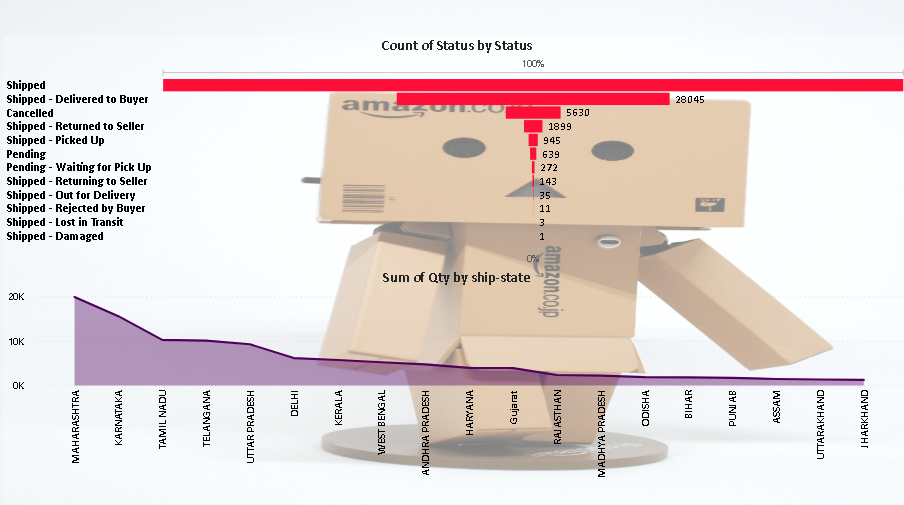 Count of Status by Status
100%
Shipped
Shipped - Delivered to Buyer 28045
Cancelled 5630
Shipped - Returned to Seller 1899
Shipped - Picked Up 945
Pending 639
Pending - Waiting for Pick Up 272
Shipped - Returning to Seller 143
Shipped - Out for Delivery 35
Shipped - Rejected by Buyer 11
Shipped - Lost in Transit 3
Shipped - Damaged 1
0%
amazon.co
amazon.co.jp
Sum of Qty by ship-state
20K
10K
0K
MAHARASHTRA
KARNATAKA
TAMIL NADU
TELANGANA
UTTAR PRADESH
DELHI
KERALA
WEST BENGAL
ANDHRA PRADESH
HARYANA
Gujarat
RAJASTHAN
MADHYA PRADESH
ODISHA
BIHAR
PUNJAB
ASSAM
UTTARAKHAND
JHARKHAND